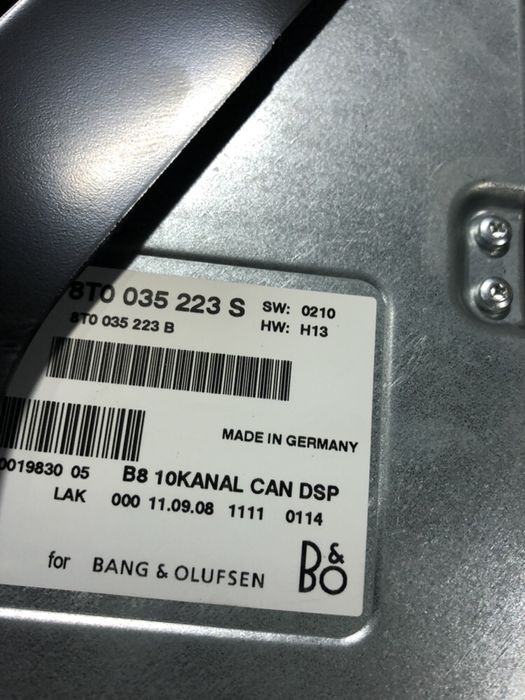 8T0 035 223 S SW: 0210
8T0 035 223 B HW: H13
MADE IN GERMANY
0019830 05 B8 10KANAL CAN DSP
LAK 000 11.09.08 1111 0114
for BANG & OLUFSEN B&O